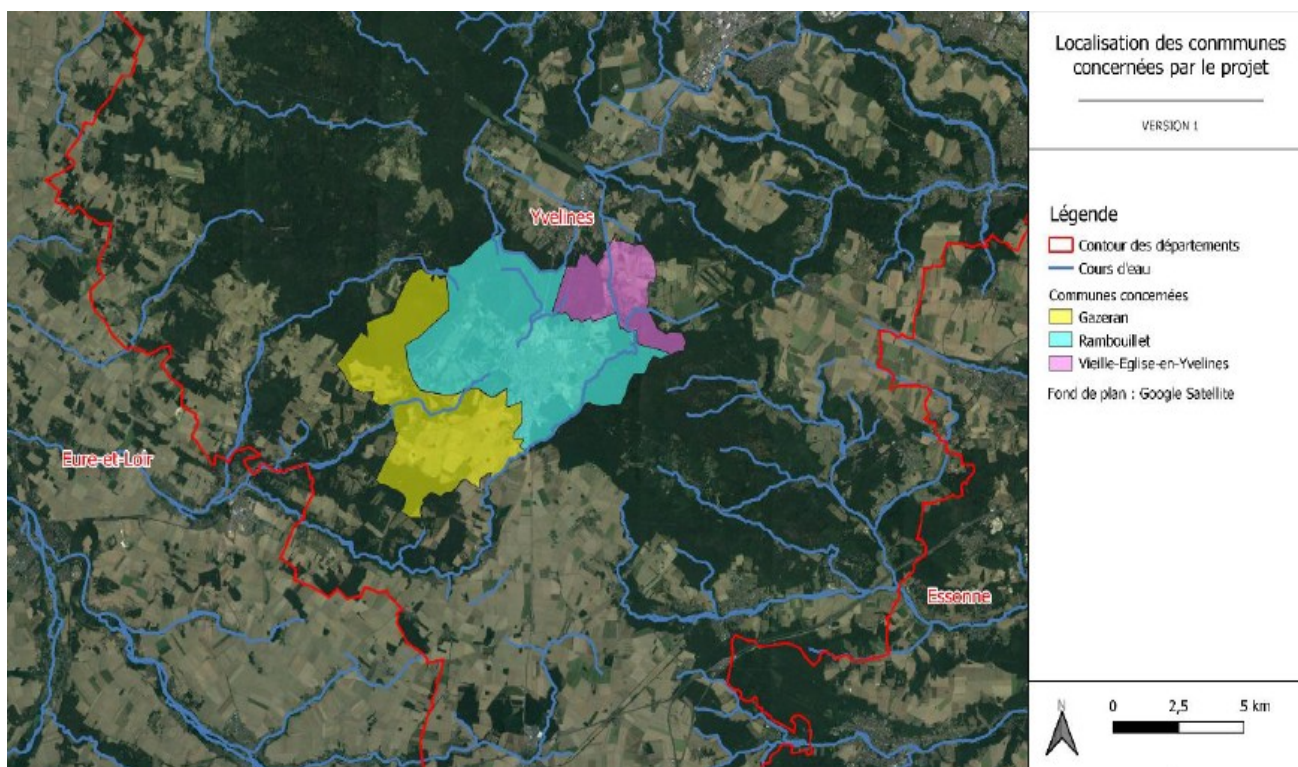 Localisation des conmmunes
concernées par le projet
VERSION 1
Légende
Contour des départements
Cours d'eau
Communes concernées
Gazeran
Rambouillet
Vieille-Eglise-en-Yvelines
Fond de plan : Google Satellite
Yvelines
Eure-et-Loir
Essonne
N
0 2,5 5 km